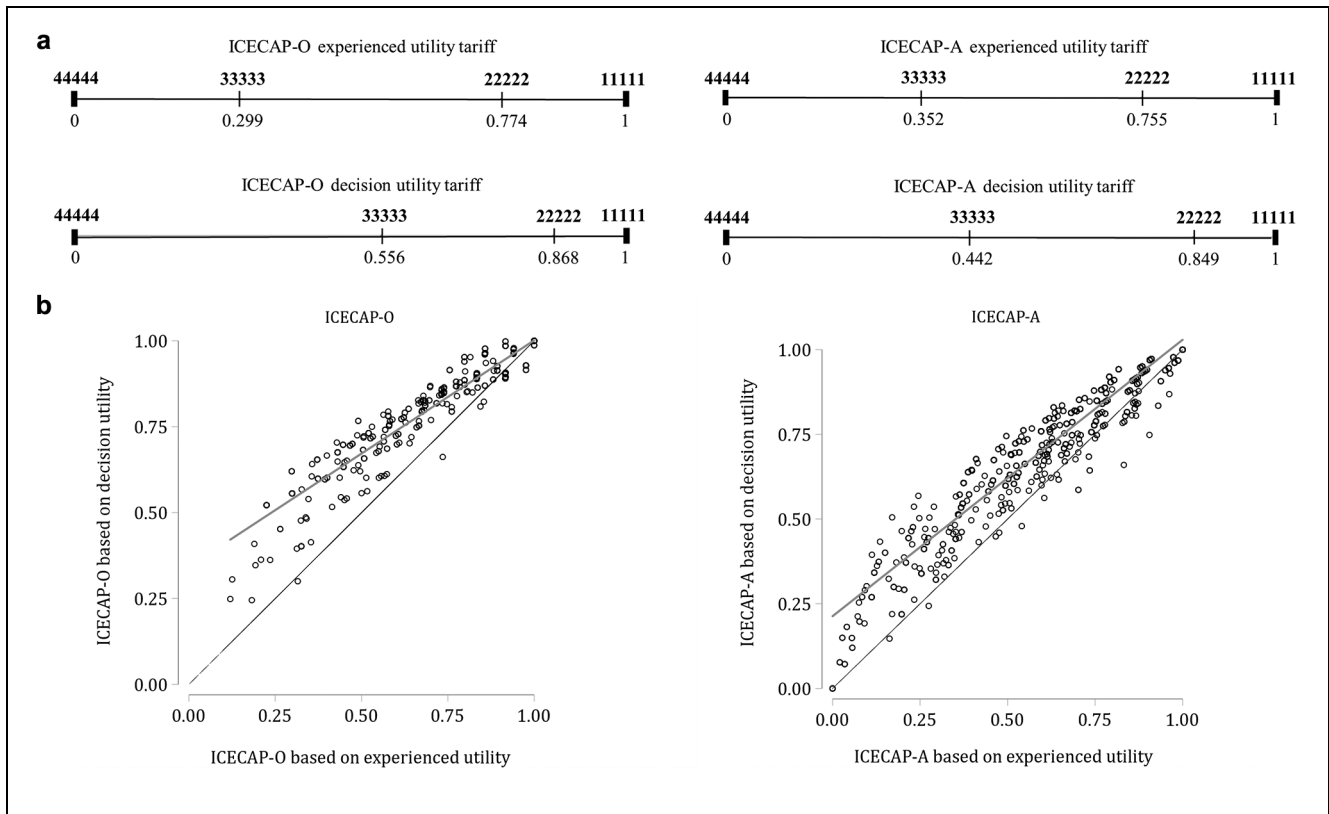 a
ICECAP-O experienced utility tariff
44444 33333 22222 11111
0 0.299 0.774 1
ICECAP-A experienced utility tariff
44444 33333 22222 11111
0 0.352 0.755 1
ICECAP-O decision utility tariff
44444 33333 22222 11111
0 0.556 0.868 1
ICECAP-A decision utility tariff
44444 33333 22222 11111
0 0.442 0.849 1
b
ICECAP-O
ICECAP-O based on decision utility
1.00
0.75
0.50
0.25
0.00
0.00 0.25 0.50 0.75 1.00
ICECAP-O based on experienced utility
ICECAP-A
ICECAP-A based on decision utility
1.00
0.75
0.50
0.25
0.00
0.00 0.25 0.50 0.75 1.00
ICECAP-A based on experienced utility